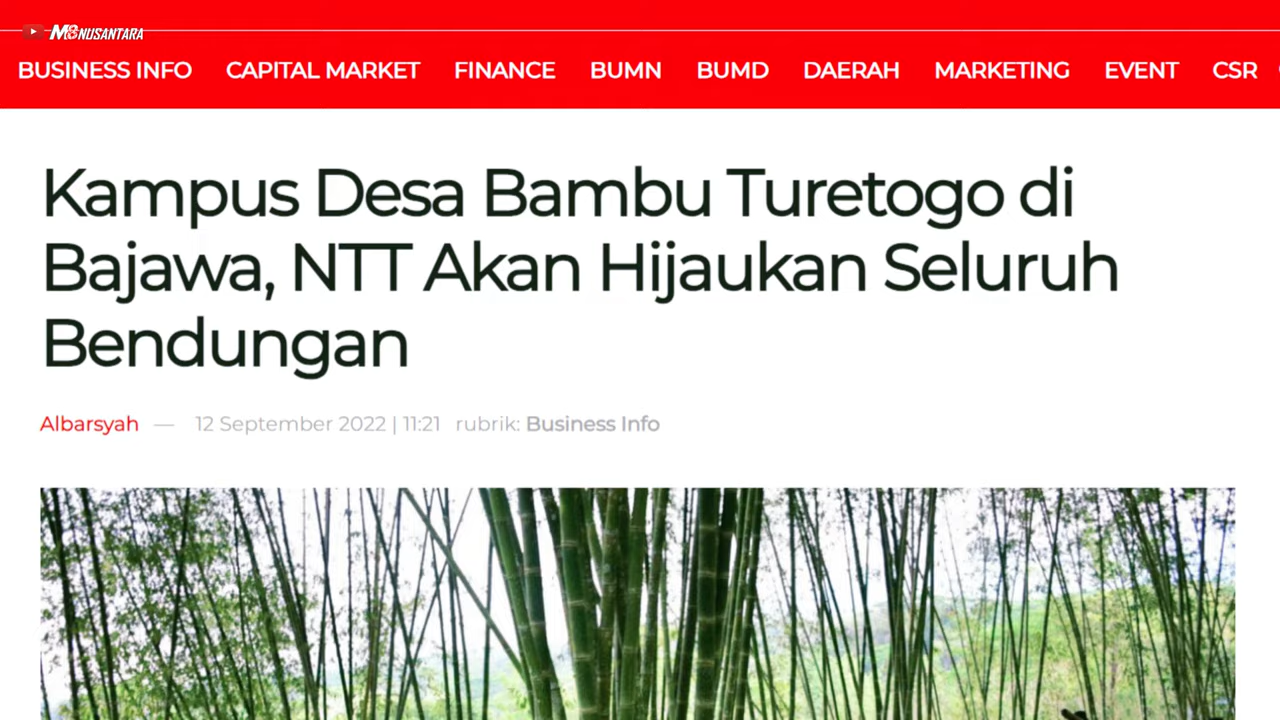 M8 NUSANTARA
BUSINESS INFO CAPITAL MARKET FINANCE BUMN BUMD DAERAH MARKETING EVENT CSR
Kampus Desa Bambu Turetogo di
Bajawa, NTT Akan Hijaukan Seluruh
Bendungan
Albarsyah — 12 September 2022 | 11:21 rubrik: Business Info